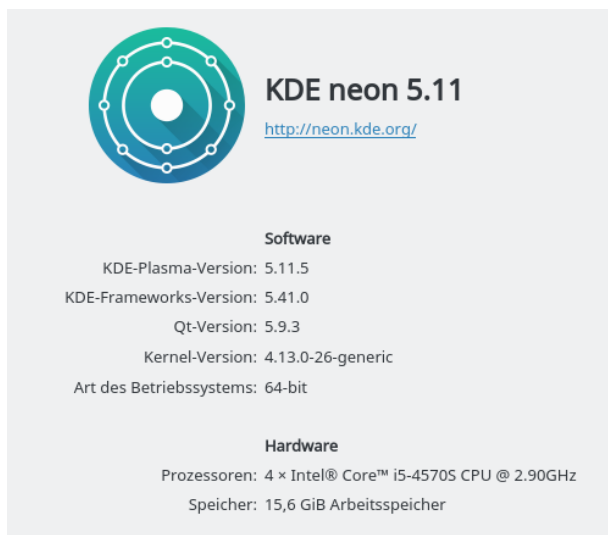 KDE neon 5.11
http://neon.kde.org/
Software
KDE-Plasma-Version: 5.11.5
KDE-Frameworks-Version: 5.41.0
Qt-Version: 5.9.3
Kernel-Version: 4.13.0-26-generic
Art des Betriebssystems: 64-bit
Hardware
Prozessoren: 4 × Intel® Core™ i5-4570S CPU @ 2.90GHz
Speicher: 15,6 GiB Arbeitsspeicher